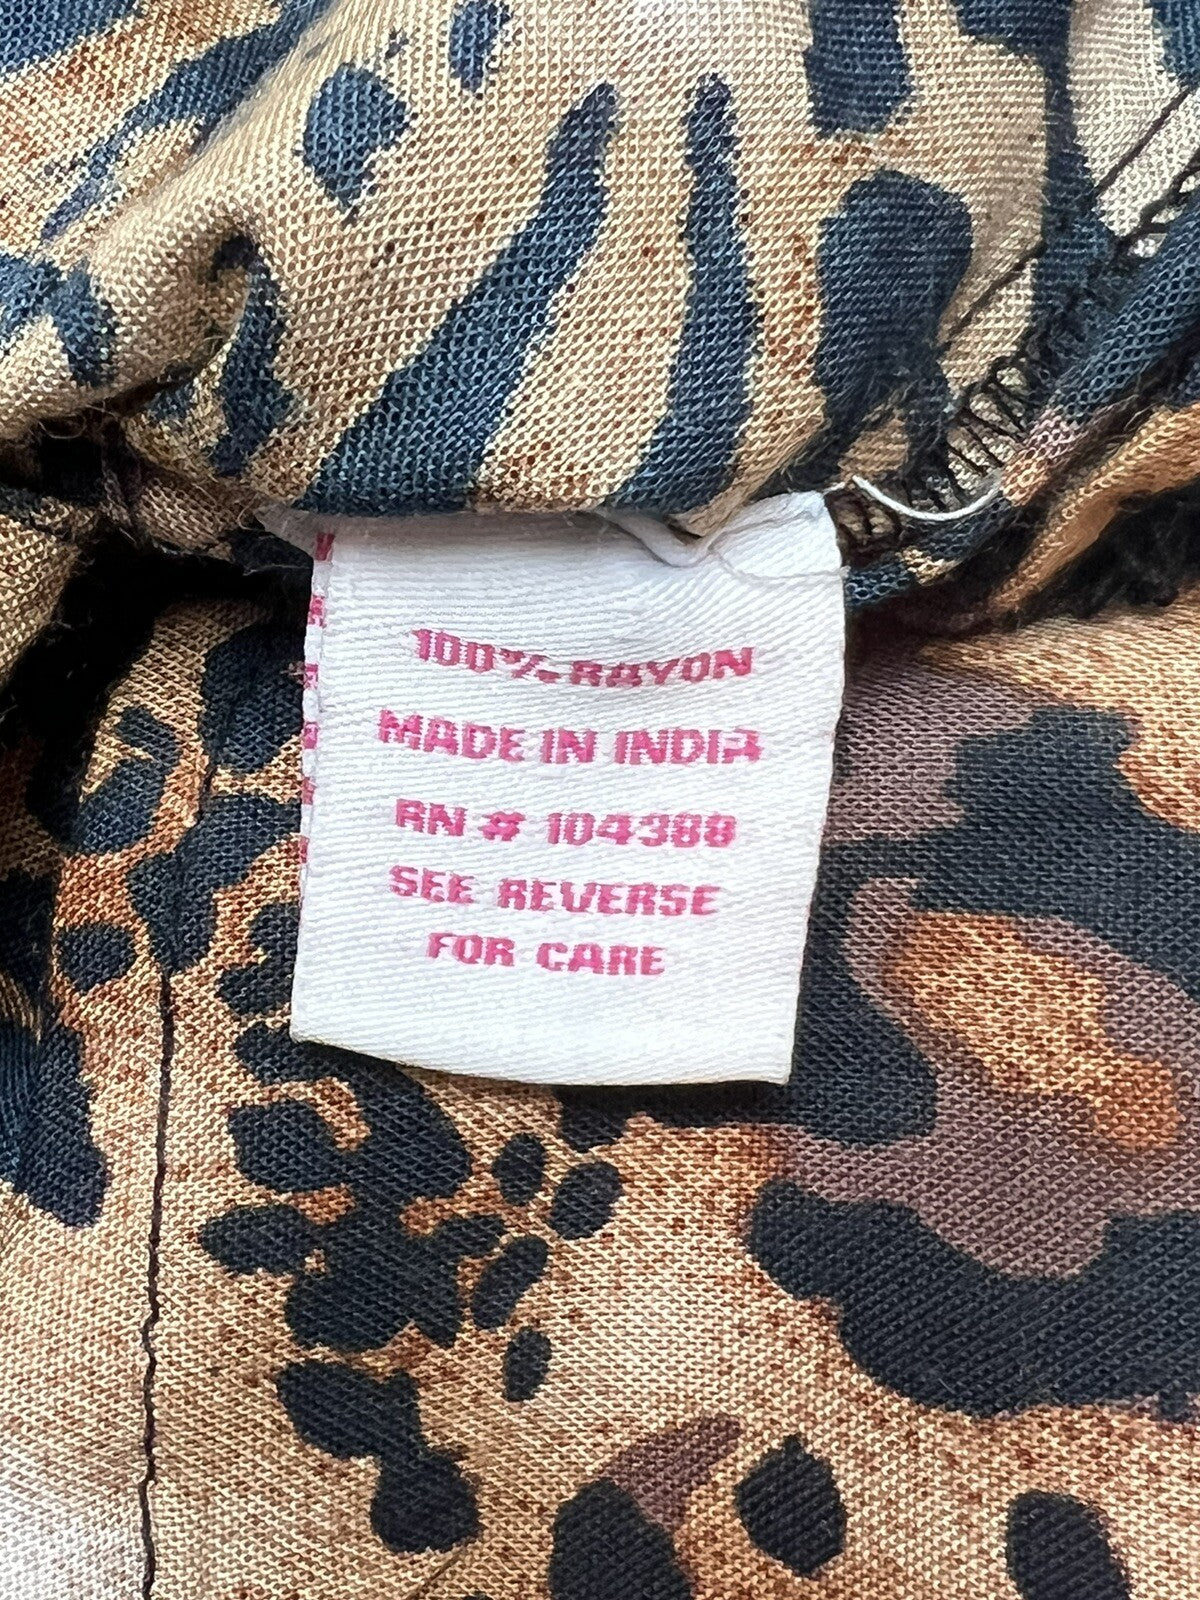 100% RAYON
MADE IN INDIA
RN # 104388
SEE REVERSE
FOR CARE